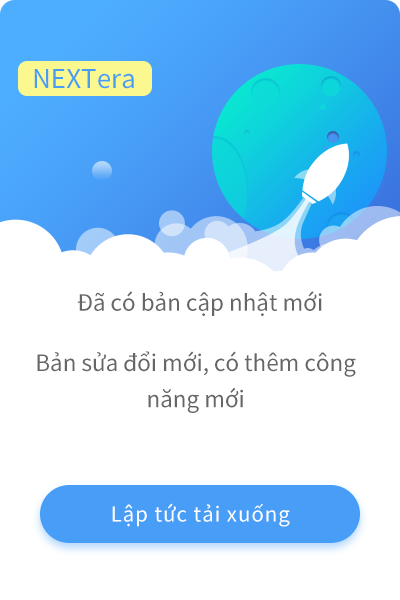 NEXTera
Đã có bản cập nhật mới
Bản sửa đổi mới, có thêm công
năng mới
Lập tức tải xuống